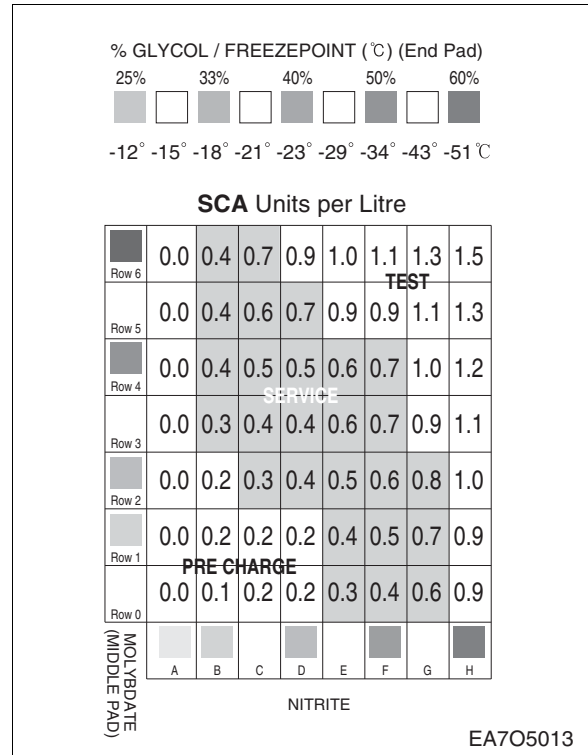 % GLYCOL / FREEZEPOINT (℃) (End Pad)
25% 33% 40% 50% 60%
-12° -15° -18° -21° -23° -29° -34° -43° -51 ℃
SCA Units per Litre
Row 6 0.0 0.4 0.7 0.9 1.0 1.1 1.3 1.5
TEST
Row 5 0.0 0.4 0.6 0.7 0.9 0.9 1.1 1.3
Row 4 0.0 0.4 0.5 0.5 0.6 0.7 1.0 1.2
SERVICE
Row 3 0.0 0.3 0.4 0.4 0.6 0.7 0.9 1.1
Row 2 0.0 0.2 0.3 0.4 0.5 0.6 0.8 1.0
Row 1 0.0 0.2 0.2 0.2 0.4 0.5 0.7 0.9
PRE CHARGE
Row 0 0.0 0.1 0.2 0.2 0.3 0.4 0.6 0.9
A B C D E F G H
MOLYBDATE
(MIDDLE PAD)
NITRITE
EA7O5013